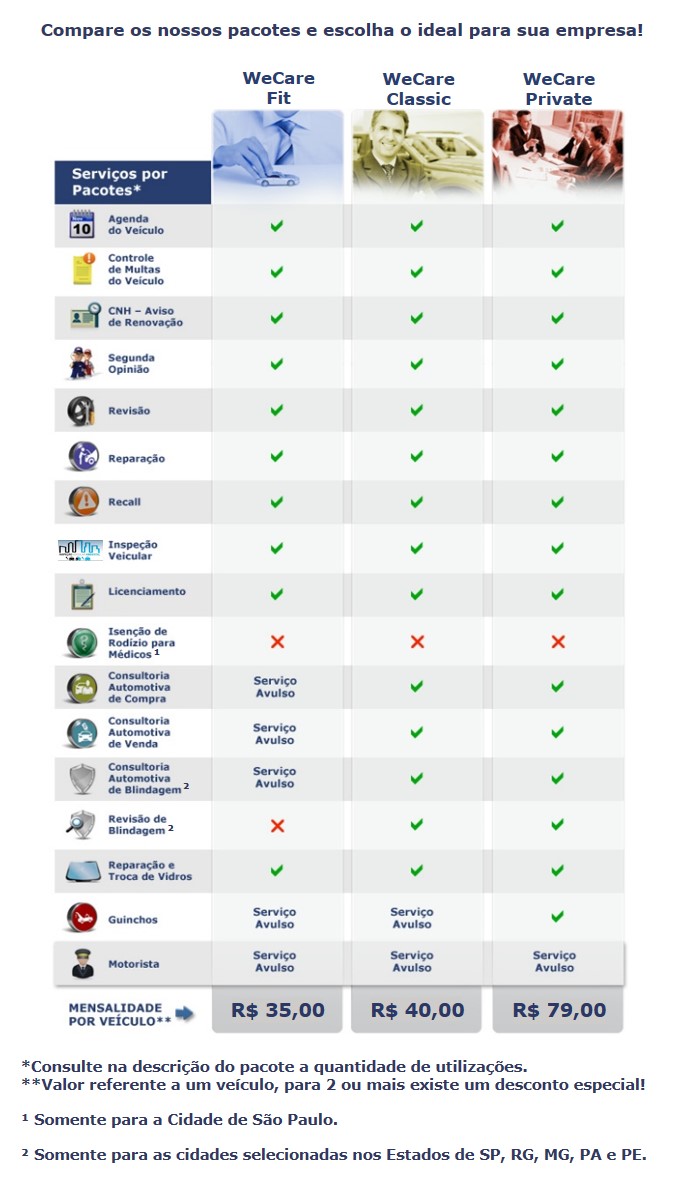 Compare os nossos pacotes e escolha o ideal para sua empresa!
WeCare
Fit
WeCare
Classic
WeCare
Private
Serviços por
Pacotes*
10
Agenda
do Veículo
Controle
de Multas
do Veículo
CNH – Aviso
de Renovação
Segunda
Opinião
Revisão
Reparação
Recall
Inspeção
Veicular
Licenciamento
Isenção de
Rodízio para
Médicos ¹
Consultoria
Automotiva
de Compra
Serviço
Avulso
Consultoria
Automotiva
de Venda
Serviço
Avulso
Consultoria
Automotiva
de Blindagem ²
Serviço
Avulso
Revisão de
Blindagem ²
Reparação e
Troca de Vidros
Guinchos
Serviço
Avulso
Serviço
Avulso
Motorista
Serviço
Avulso
Serviço
Avulso
Serviço
Avulso
MENSALIDADE
POR VEÍCULO**
R$ 35,00
R$ 40,00
R$ 79,00
*Consulte na descrição do pacote a quantidade de utilizações.
**Valor referente a um veículo, para 2 ou mais existe um desconto especial!
¹ Somente para a Cidade de São Paulo.
² Somente para as cidades selecionadas nos Estados de SP, RG, MG, PA e PE.